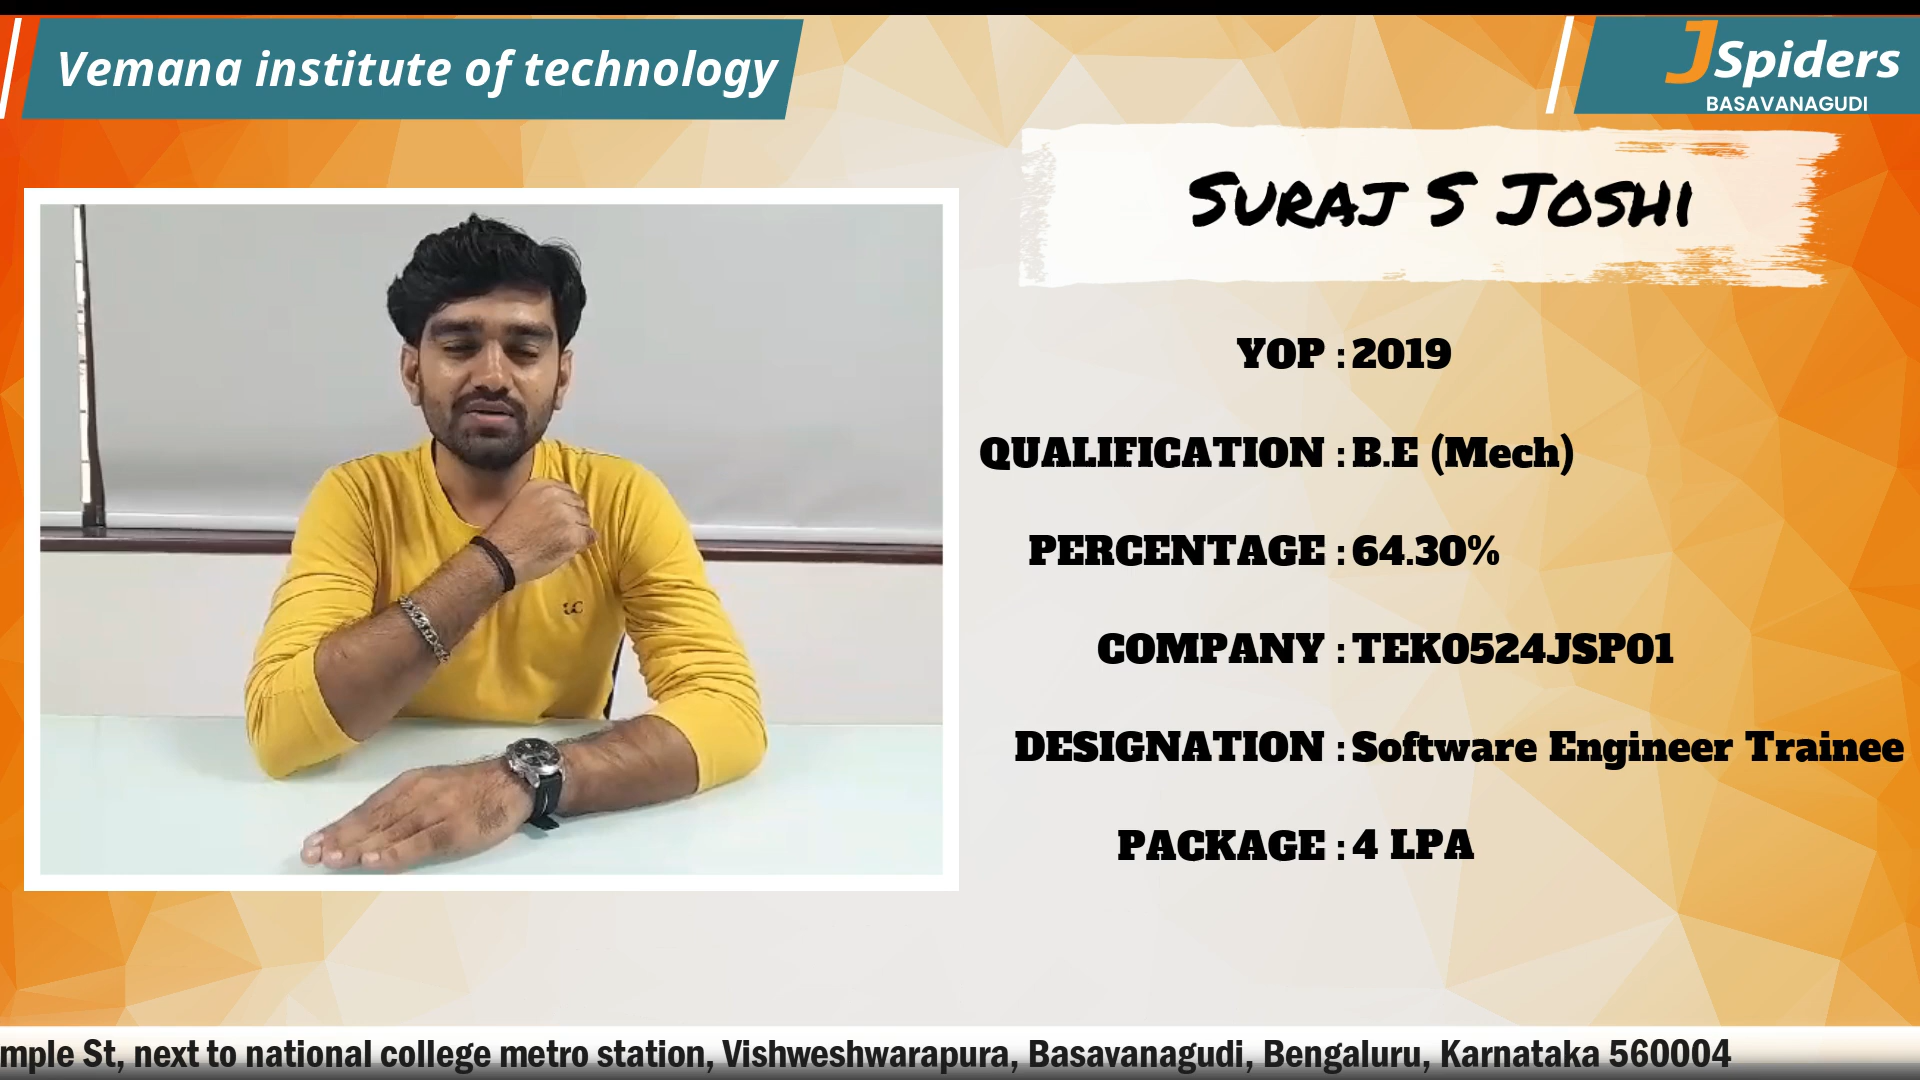 Vemana institute of technology
JSpiders
BASAVANAGUDI
SURAJ S JOSHI
YOP : 2019
QUALIFICATION : B.E (Mech)
PERCENTAGE : 64.30%
COMPANY : TEK0524JSP01
DESIGNATION : Software Engineer Trainee
PACKAGE : 4 LPA
mple St, next to national college metro station, Vishweshwarapura, Basavanagudi, Bengaluru, Karnataka 560004